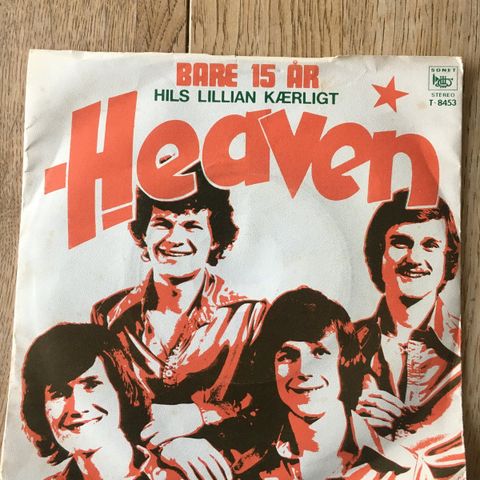 BARE 15 ÅR
HILS LILLIAN KÆRLIGT
Heaven
SONET
STEREO
T-8453